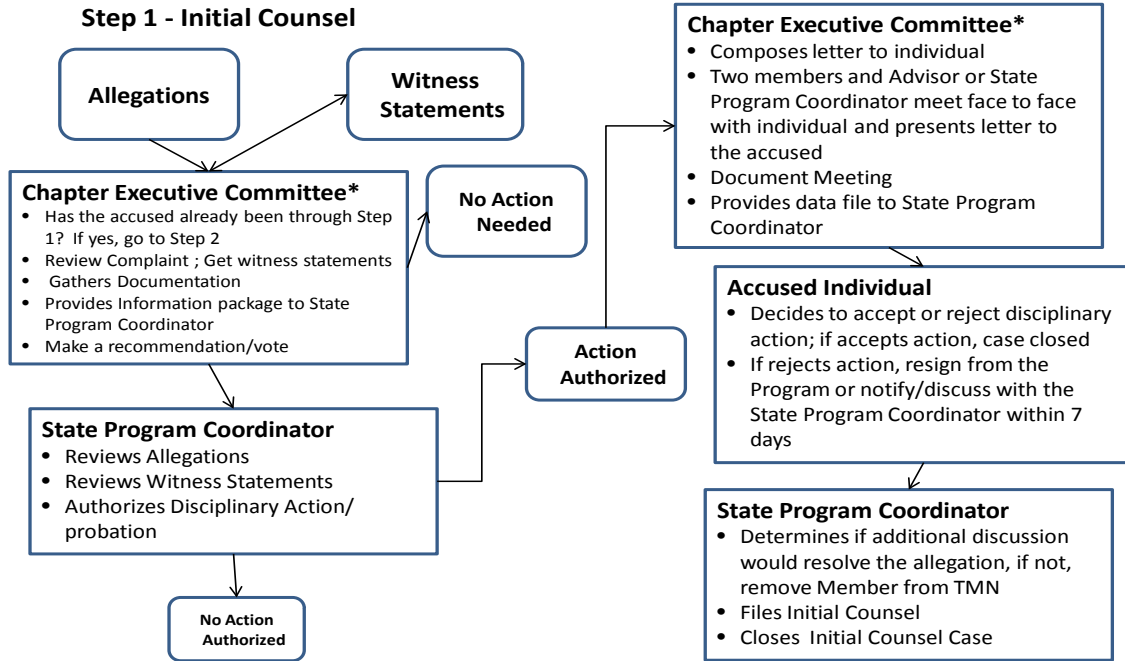 Step 1 - Initial Counsel
Allegations
Witness
Statements
Chapter Executive Committee*
• Has the accused already been through Step
1? If yes, go to Step 2
• Review Complaint ; Get witness statements
• Gathers Documentation
• Provides Information package to State
Program Coordinator
• Make a recommendation/vote
No Action
Needed
State Program Coordinator
• Reviews Allegations
• Reviews Witness Statements
• Authorizes Disciplinary Action/
probation
No Action
Authorized
Action
Authorized
Chapter Executive Committee*
• Composes letter to individual
• Two members and Advisor or State
Program Coordinator meet face to face
with individual and presents letter to
the accused
• Document Meeting
• Provides data file to State Program
Coordinator
Accused Individual
• Decides to accept or reject disciplinary
action; if accepts action, case closed
• If rejects action, resign from the
Program or notify/discuss with the
State Program Coordinator within 7
days
State Program Coordinator
• Determines if additional discussion
would resolve the allegation, if not,
remove Member from TMN
• Files Initial Counsel
• Closes Initial Counsel Case